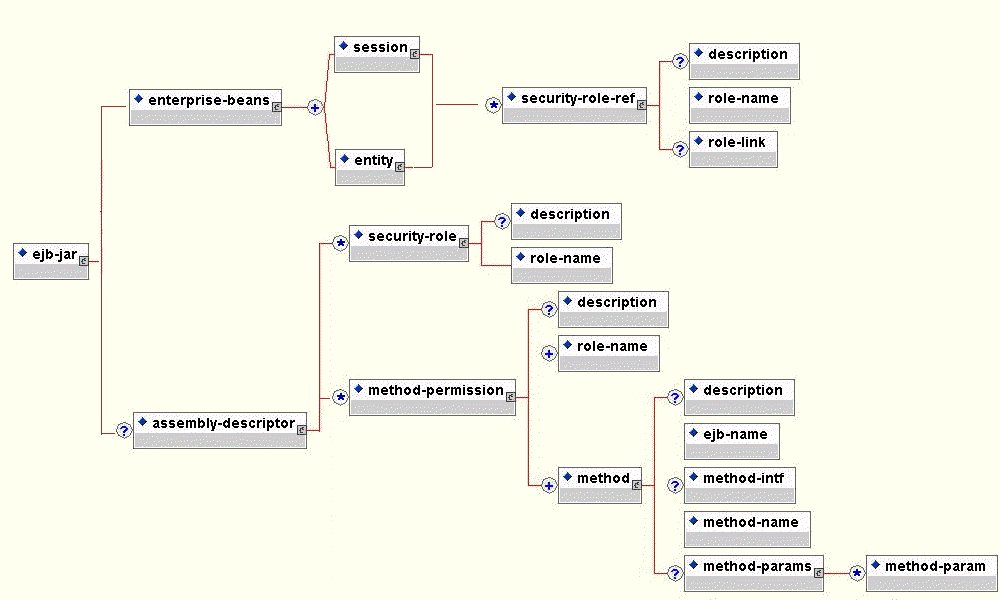 session
description
enterprise-beans
+
*
security-role-ref
?
role-name
entity
?
role-link
ejb-jar
*
security-role
?
description
role-name
?
description
+
role-name
*
method-permission
?
assembly-descriptor
?
description
ejb-name
+
method
?
method-intf
method-name
?
method-params
*
method-param